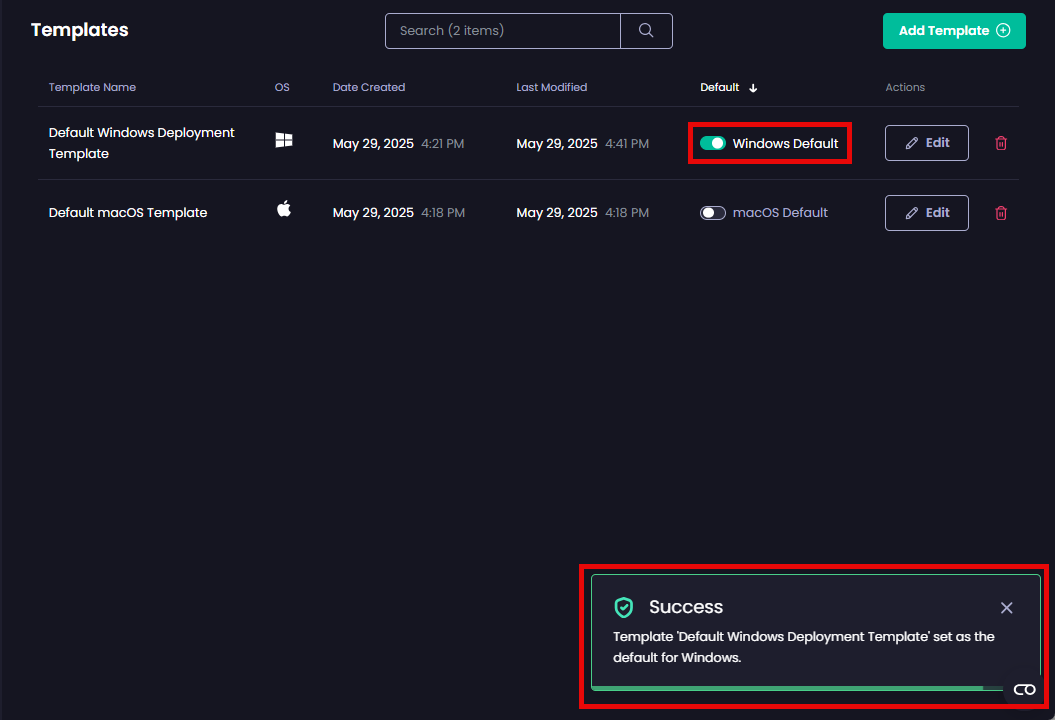 Templates
Search (2 items)
Add Template
Template Name OS Date Created Last Modified Default Actions
Default Windows Deployment
Template
May 29, 2025 4:21 PM May 29, 2025 4:41 PM Windows Default Edit
Default macOS Template May 29, 2025 4:18 PM May 29, 2025 4:18 PM macOS Default Edit
Success
Template 'Default Windows Deployment Template' set as the
default for Windows.